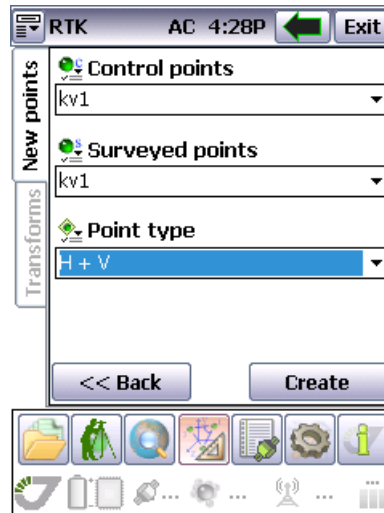 RTK AC 4:28P Exit
New points
Transforms
Control points
kv1
Surveyed points
kv1
Point type
H + V
<< Back Create
... ... ...